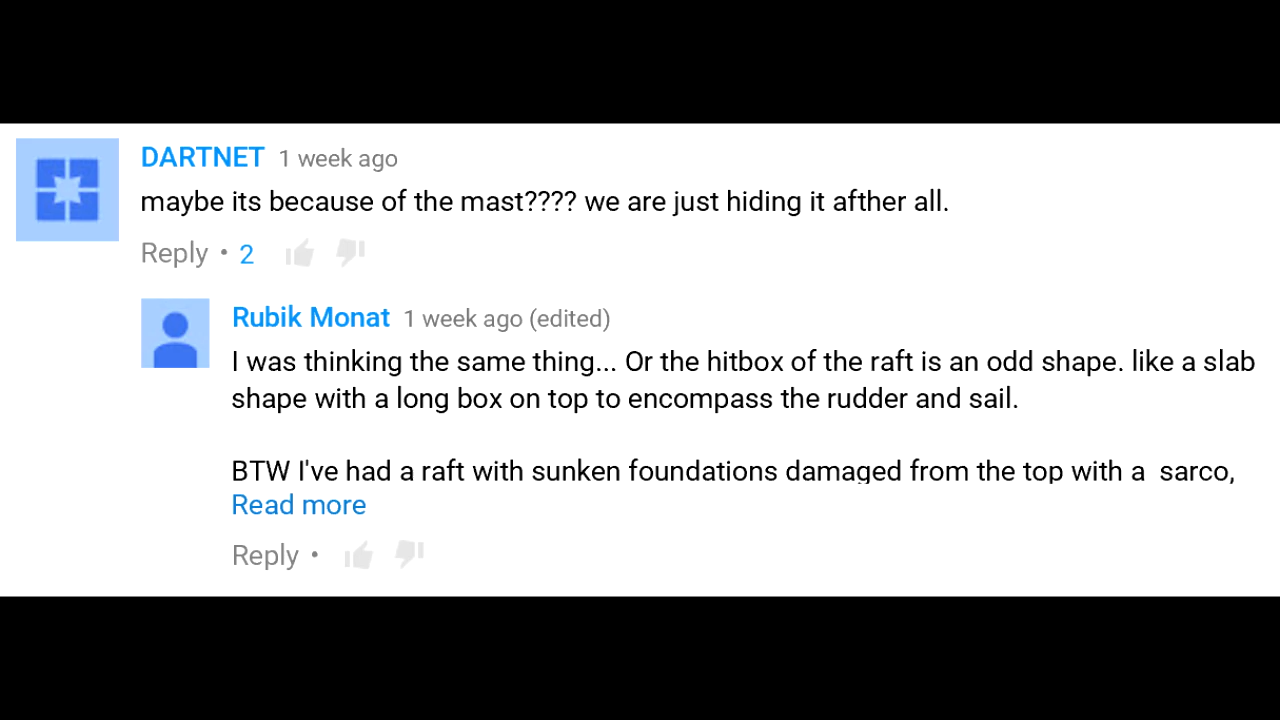 DARTNET 1 week ago
maybe its because of the mast???? we are just hiding it afther all.
Reply • 2
Rubik Monat 1 week ago (edited)
I was thinking the same thing... Or the hitbox of the raft is an odd shape. like a slab
shape with a long box on top to encompass the rudder and sail.
BTW I've had a raft with sunken foundations damaged from the top with a  sarco,
Read more
Reply •